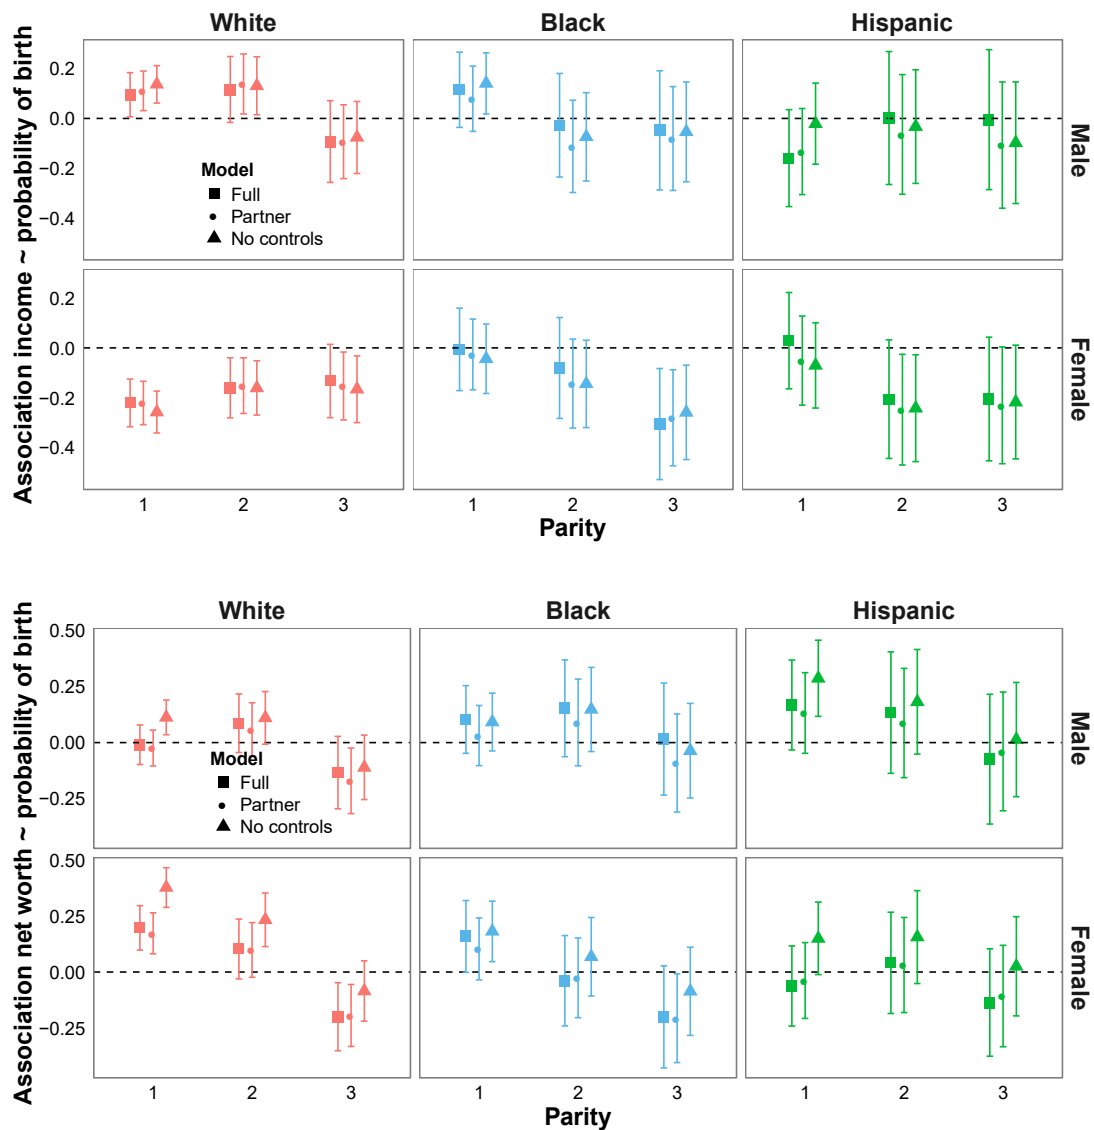 White Black Hispanic
Association income ~ probability of birth
0.2
0.0
−0.2
−0.4
Model
Full
Partner
No controls
Male
0.2
0.0
−0.2
−0.4
Female
1 2 3 1 2 3 1 2 3
Parity
White Black Hispanic
Association net worth ~ probability of birth
0.50
0.25
0.00
−0.25
Model
Full
Partner
No controls
Male
0.50
0.25
0.00
−0.25
Female
1 2 3 1 2 3 1 2 3
Parity